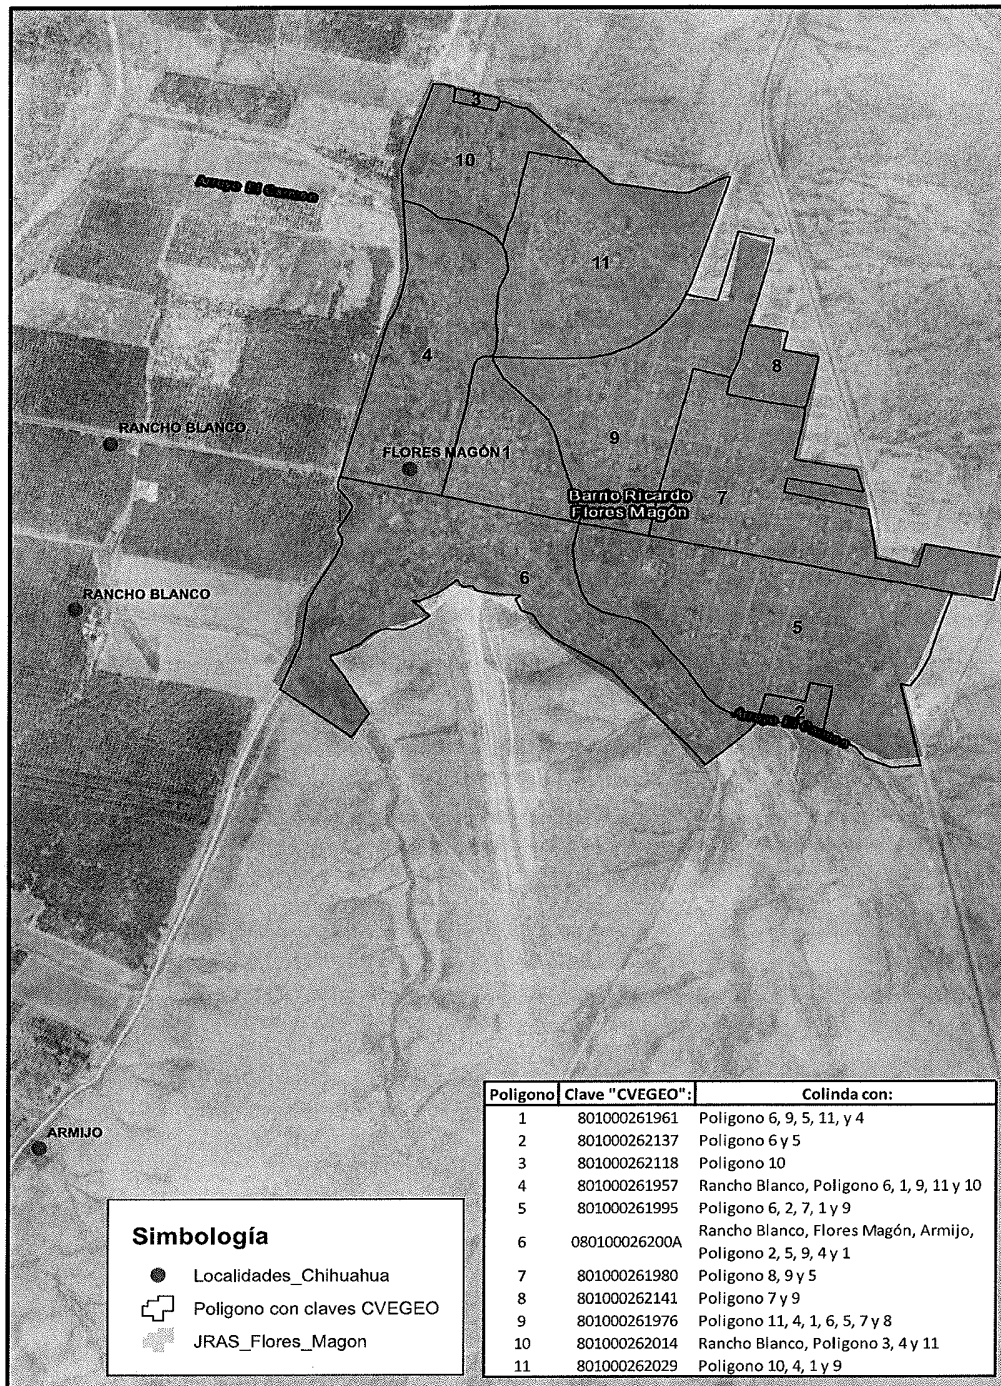 3
10
Arroyo El Carmen
11
4
8
RANCHO BLANCO
FLORES MAGÓN 1
9
Barrio Ricardo
Flores Magón
7
RANCHO BLANCO
6
5
2
Arroyo El Carmen
ARMIJO
Simbología
Localidades_Chihuahua
Poligono con claves CVEGEO
JRAS_Flores_Magon
Poligono Clave "CVEGEO": Colinda con:
1 801000261961 Poligono 6, 9, 5, 11, y 4
2 801000262137 Poligono 6 y 5
3 801000262118 Poligono 10
4 801000261957 Rancho Blanco, Poligono 6, 1, 9, 11 y 10
5 801000261995 Poligono 6, 2, 7, 1 y 9
6 080100026200A Rancho Blanco, Flores Magón, Armijo,
Poligono 2, 5, 9, 4 y 1
7 801000261980 Poligono 8, 9 y 5
8 801000262141 Poligono 7 y 9
9 801000261976 Poligono 11, 4, 1, 6, 5, 7 y 8
10 801000262014 Rancho Blanco, Poligono 3, 4 y 11
11 801000262029 Poligono 10, 4, 1 y 9